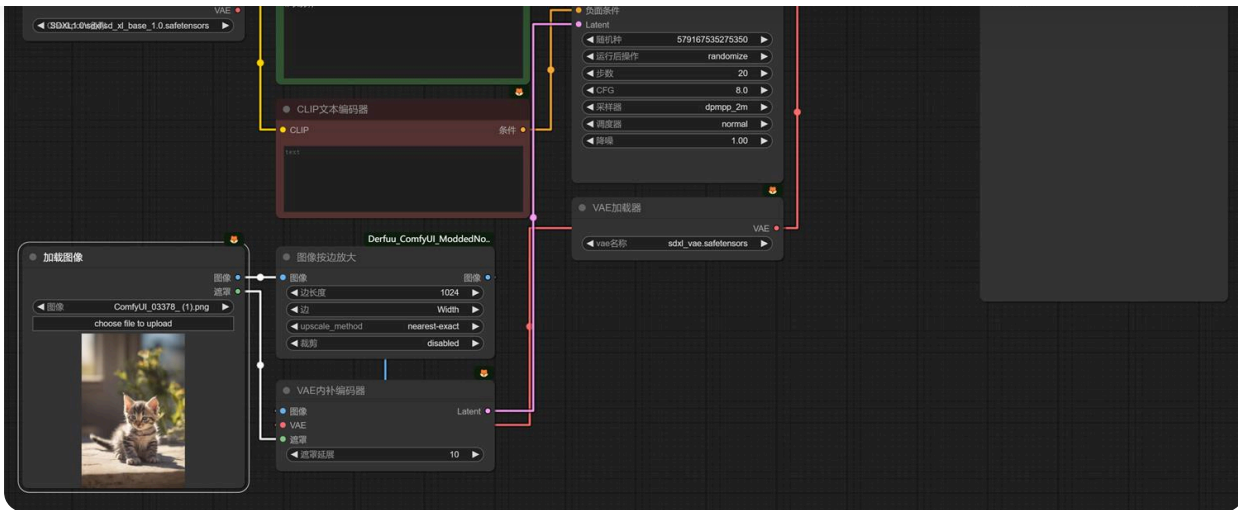 VAE
负面条件
Latent
随机种 579167535275350
运行后操作 randomize
步数 20
CFG 8.0
采样器 dpmpp_2m
调度器 normal
降噪 1.00
CLIP文本编码器
CLIP 条件
text
VAE加载器
VAE
vae名称 sdxl_vae.safetensors
加载图像
图像
遮罩
图像 ComfyUI_03378_ (1).png
choose file to upload
Derfuu_ComfyUI_ModdedNo..
图像按边放大
图像 图像
边长度 1024
边 Width
upscale_method nearest-exact
裁剪 disabled
VAE内补编码器
图像 Latent
VAE
遮罩
遮罩延展 10